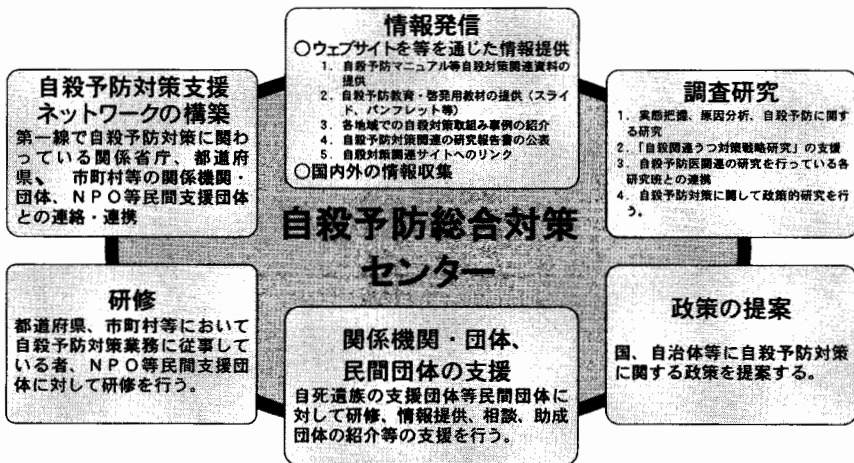 情報発信
○ウェブサイトを等を通じた情報提供
1. 自殺予防マニュアル等自殺対策関連資料の
提供
2. 自殺予防教育・啓発用教材の提供（スライ
ド、パンフレット等）
3. 各地域での自殺対策取組み事例の紹介
4. 自殺予防対策関連の研究報告書の公表
5. 自殺対策関連サイトへのリンク
○国内外の情報収集
自殺予防対策支援
ネットワークの構築
第一線で自殺予防対策に関わ
っている関係省庁、都道府
県、 市町村等の関係機関・
団体、ＮＰＯ等民間支援団体
との連絡・連携
調査研究
1. 実態把握、原因分析、自殺予防に関す
る研究
2. 「自殺関連うつ対策戦略研究」の支援
3. 自殺予防医関連の研究を行っている各
研究班との連携
4. 自殺予防対策に関して政策的研究を行
う。
自殺予防総合対策
センター
研修
都道府県、市町村等において
自殺予防対策業務に従事して
いる者、ＮＰＯ等民間支援団
体に対して研修を行う。
関係機関・団体、
民間団体の支援
自死遺族の支援団体等民間団体に
対して研修、情報提供、相談、助成
団体の紹介等の支援を行う。
政策の提案
国、自治体等に自殺予防対策
に関する政策を提案する。